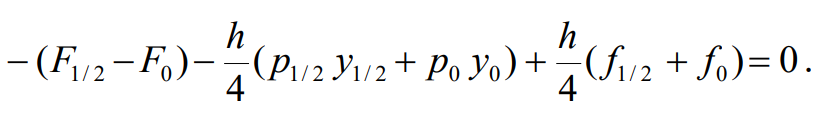 −(F_{1/2} − F_0) − \frac{h}{4}(p_{1/2} y_{1/2} + p_0 y_0) + \frac{h}{4}(f_{1/2} + f_0) = 0.